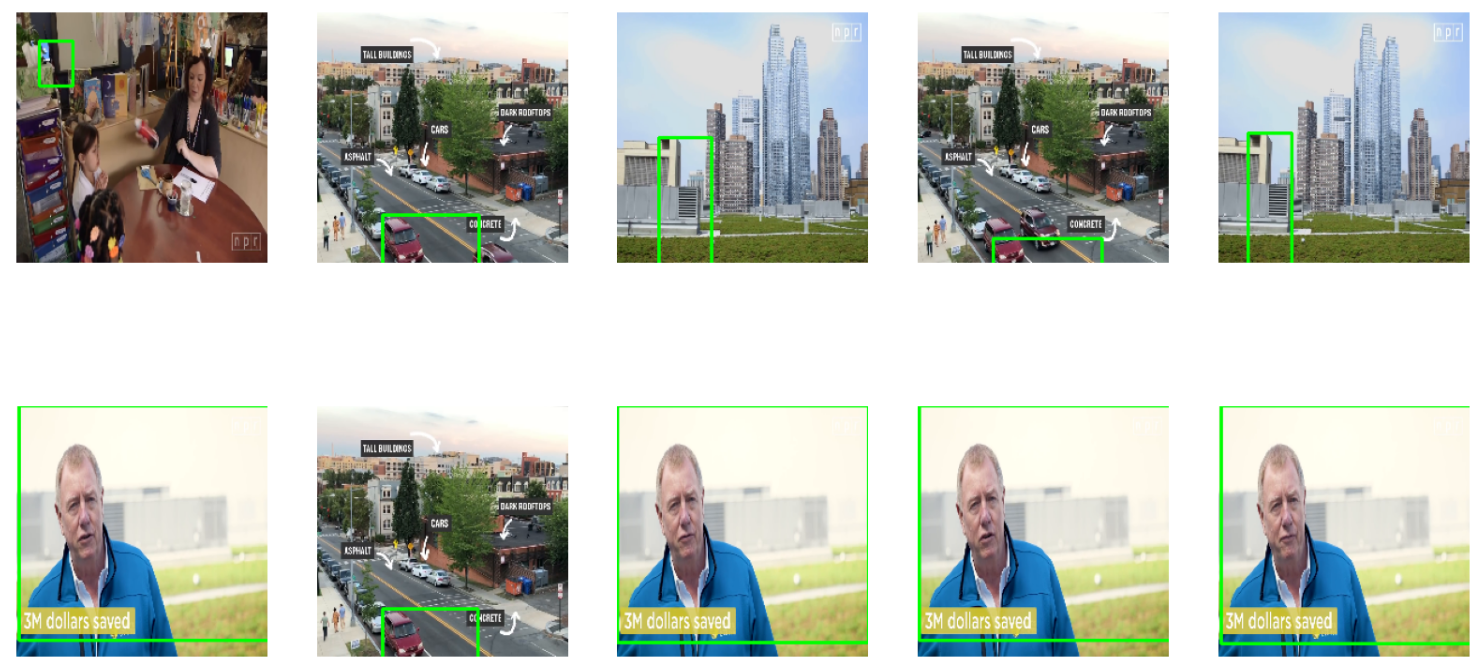 npr
TALL BUILDINGS
CARS
DARK ROOFTOPS
ASPHALT
CONCRETE
npr
TALL BUILDINGS
CARS
DARK ROOFTOPS
ASPHALT
CONCRETE
npr
3M dollars saved
TALL BUILDINGS
CARS
DARK ROOFTOPS
ASPHALT
CONCRETE
3M dollars saved
3M dollars saved
3M dollars saved